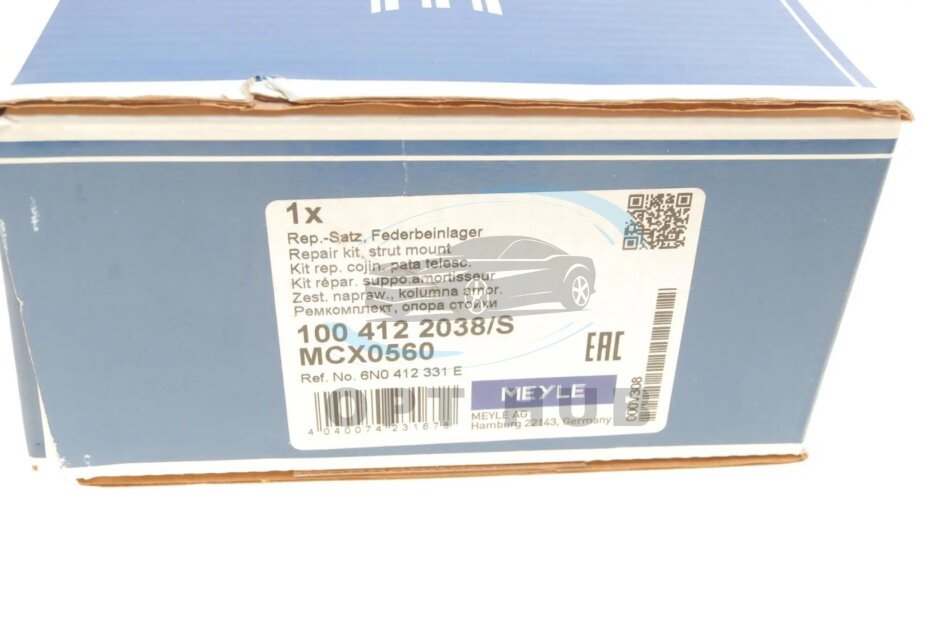 1x
Rep.-Satz, Federbeinlager
Repair kit, strut mount
Kit rep. cojin. pata telesc.
Kit répar. suppo.amortisseur
Zest. napraw., kolumna amor.
Ремкомплект, опора стойки
100 412 2038/S
MCX0560
EAC
Ref. No. 6N0 412 331 E
MEYLE
OPT HUB
4 040074 231678
MEYLE AG
Hamburg 22143, Germany
000V308